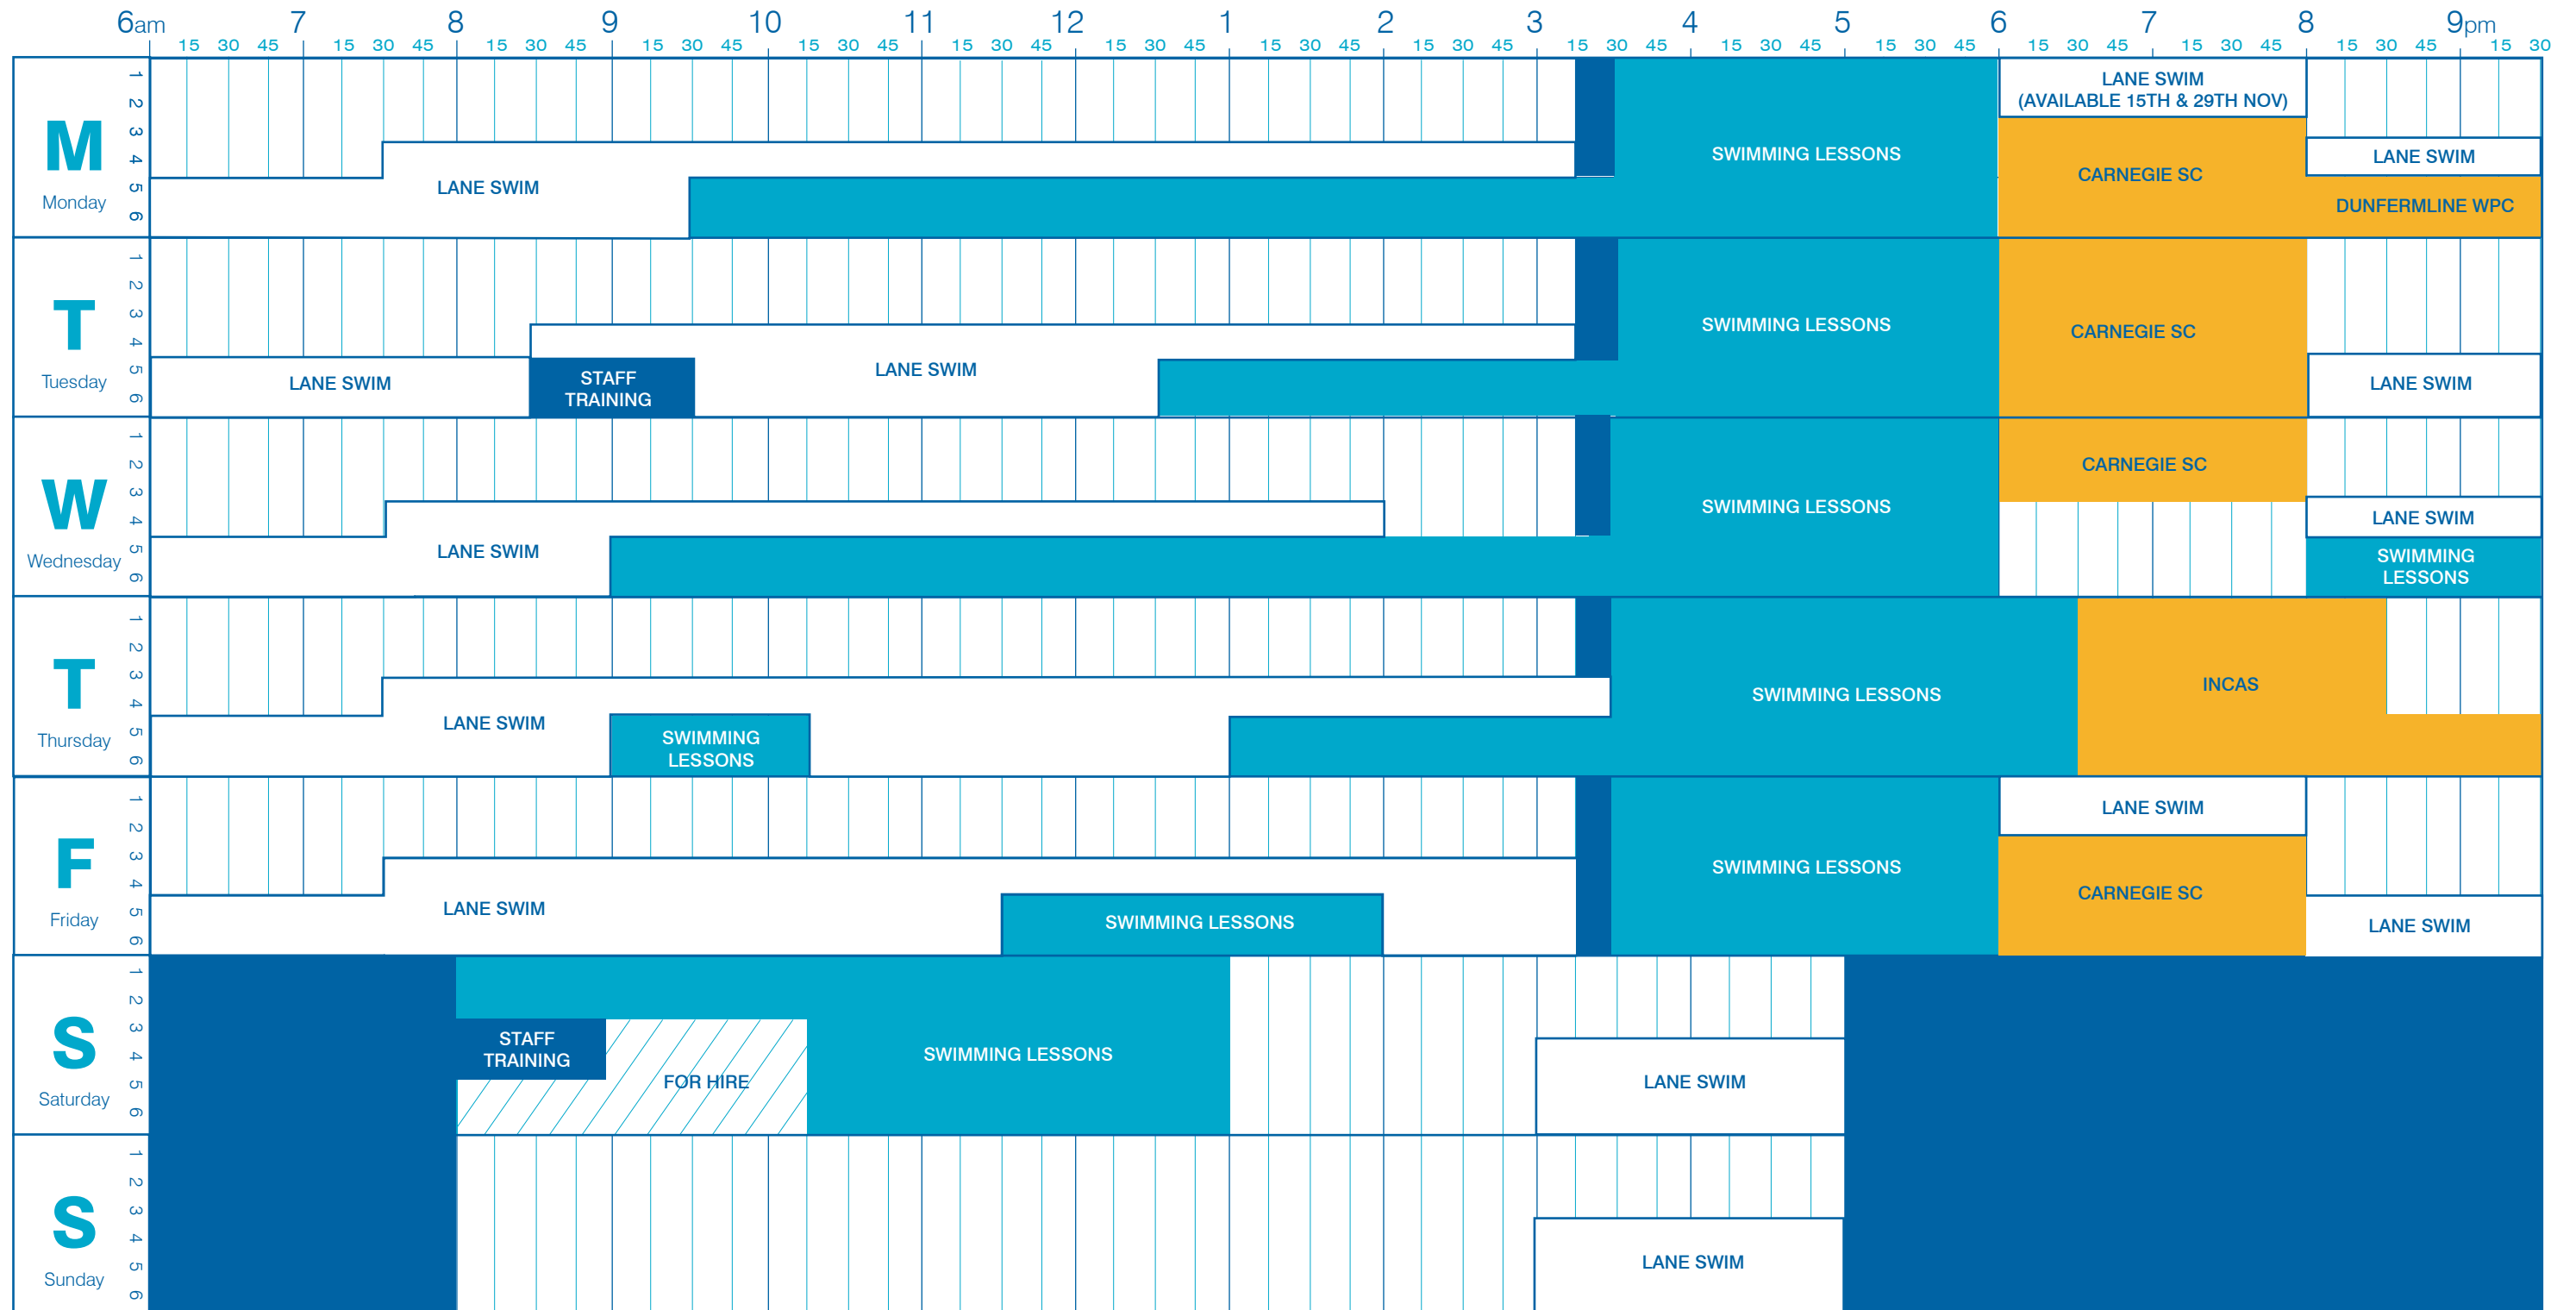 6am 7 8 9 10 11 12 1 2 3 4 5 6 7 8 9pm
15 30 45 15 30 45 15 30 45 15 30 45 15 30 45 15 30 45 15 30 45 15 30 45 15 30 45 15 30 45 15 30 45 15 30 45 15 30 45 15 30 45 15 30 45 15 30
M
Monday
1
2
3
4
5
6
LANE SWIM
SWIMMING LESSONS
LANE SWIM
(AVAILABLE 15TH & 29TH NOV)
CARNEGIE SC
LANE SWIM
DUNFERMLINE WPC
T
Tuesday
1
2
3
4
5
6
LANE SWIM
STAFF
TRAINING
LANE SWIM
SWIMMING LESSONS
CARNEGIE SC
LANE SWIM
W
Wednesday
1
2
3
4
5
6
LANE SWIM
SWIMMING LESSONS
CARNEGIE SC
LANE SWIM
SWIMMING
LESSONS
T
Thursday
1
2
3
4
5
6
LANE SWIM
SWIMMING
LESSONS
SWIMMING LESSONS
INCAS
F
Friday
1
2
3
4
5
6
LANE SWIM
SWIMMING LESSONS
SWIMMING LESSONS
LANE SWIM
CARNEGIE SC
LANE SWIM
S
Saturday
1
2
3
4
5
6
STAFF
TRAINING
FOR HIRE
SWIMMING LESSONS
LANE SWIM
S
Sunday
1
2
3
4
5
6
LANE SWIM